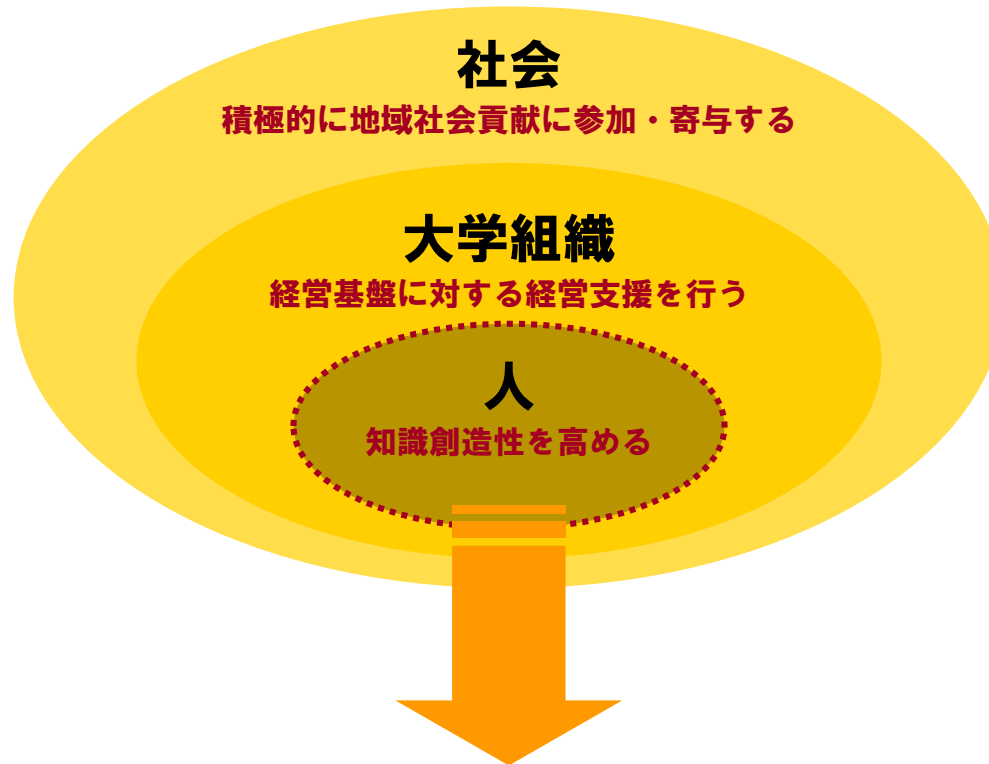 社会
積極的に地域社会貢献に参加・寄与する
大学組織
経営基盤に対する経営支援を行う
人
知識創造性を高める